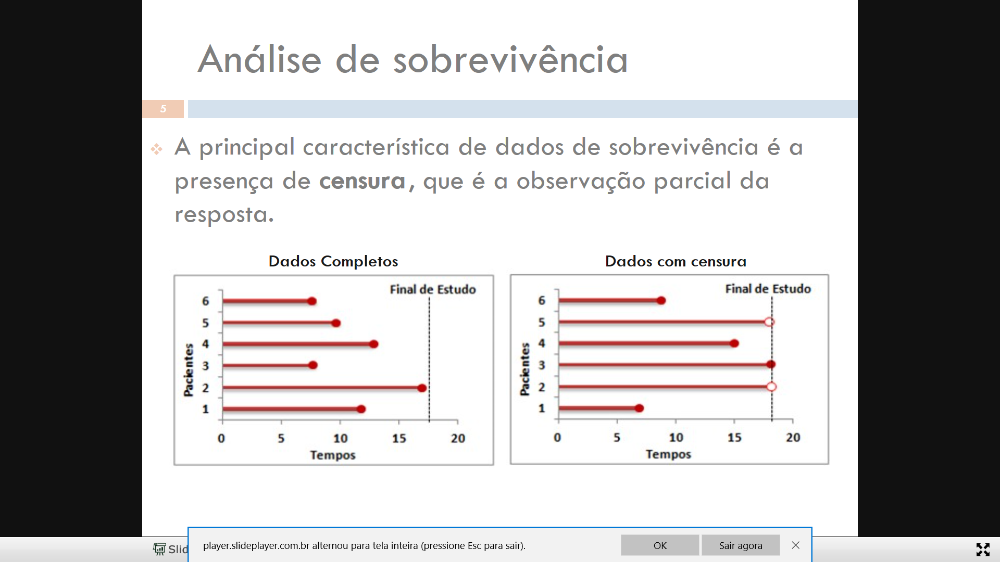 Análise de sobrevivência
5
A principal característica de dados de sobrevivência é a
presença de censura, que é a observação parcial da
resposta.
Dados Completos
Final de Estudo
6
5
4
3
2
1
Pacientes
0 5 10 15 20
Tempos
Dados com censura
Final de Estudo
6
5
4
3
2
1
Pacientes
0 5 10 15 20
Tempos
Slid
player.slideplayer.com.br alternou para tela inteira (pressione Esc para sair).
OK
Sair agora